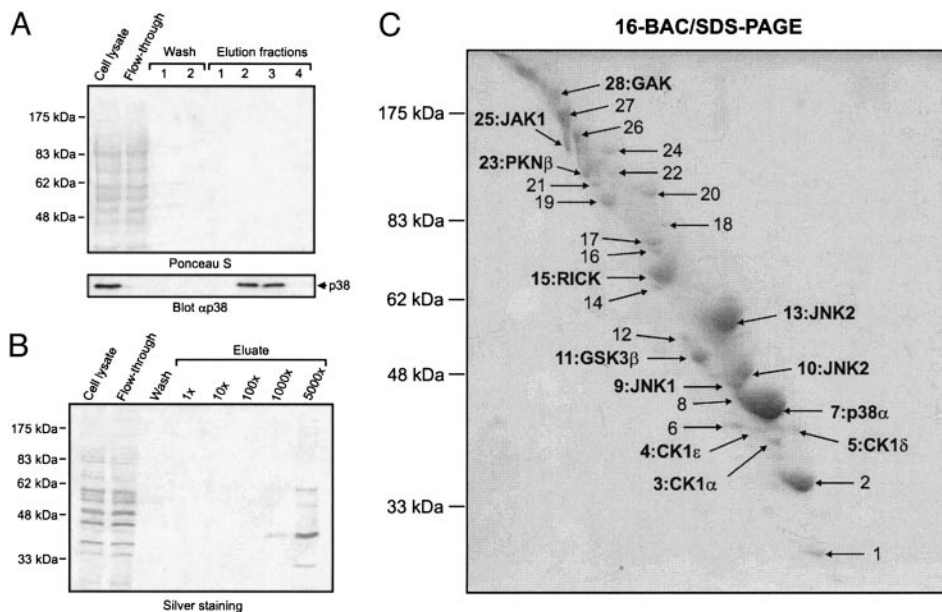 A
Cell lysate
Flow-through
Wash
Elution fractions
1 2 1 2 3 4
175 kDa
83 kDa
62 kDa
48 kDa
Ponceau S
p38
Blot αp38
B
Cell lysate
Flow-through
Wash
Eluate
1x
10x
100x
1000x
5000x
175 kDa
83 kDa
62 kDa
48 kDa
33 kDa
Silver staining
C
16-BAC/SDS-PAGE
28:GAK
175 kDa
27
25:JAK1
26
24
23:PKNβ
22
21
20
19
83 kDa
18
17
16
15:RICK
14
62 kDa
13:JNK2
12
11:GSK3β
48 kDa
10:JNK2
9:JNK1
8
7:p38α
6
4:CK1ε
5:CK1δ
3:CK1α
2
33 kDa
1